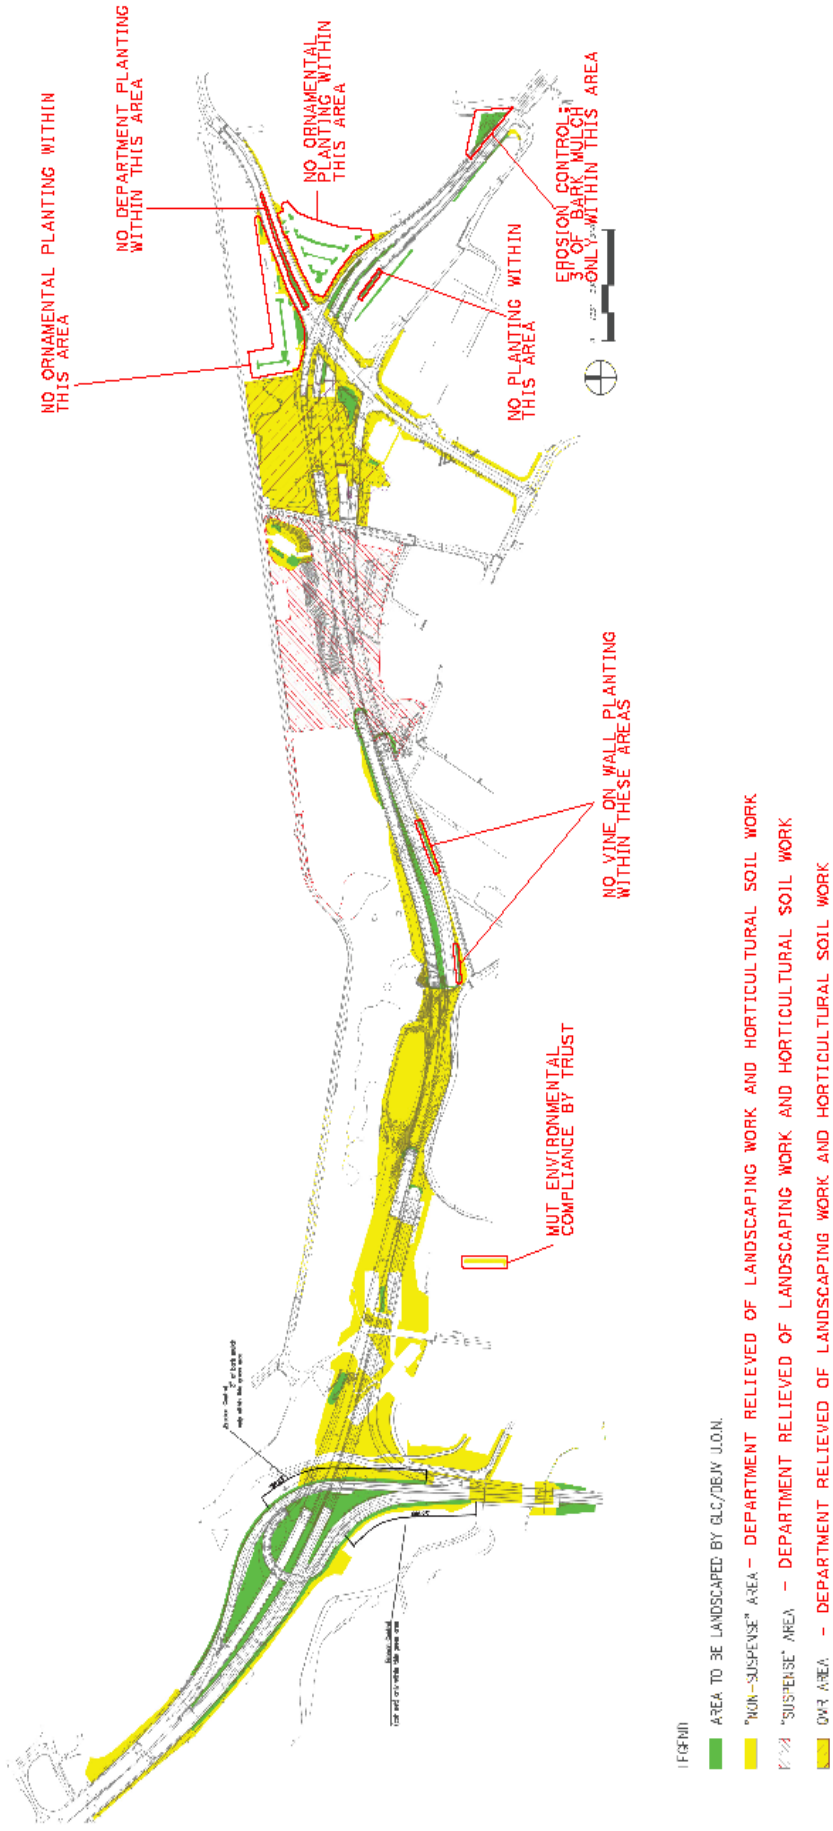 NO ORNAMENTAL PLANTING WITHIN
THIS AREA
NO DEPARTMENT PLANTING
WITHIN THIS AREA
NO ORNAMENTAL
PLANTING WITHIN
THIS AREA
EROSION CONTROL;
3" OF BARK MULCH
ONLY WITHIN THIS AREA
NO PLANTING WITHIN
THIS AREA
NO VINE ON WALL PLANTING
WITHIN THESE AREAS
MUT ENVIRONMENTAL
COMPLIANCE BY TRUST
LEGEND
AREA TO BE LANDSCAPED BY GLC/DBJV U.O.N.
"NON-SUSPENSE" AREA - DEPARTMENT RELIEVED OF LANDSCAPING WORK AND HORTICULTURAL SOIL WORK
"SUSPENSE" AREA - DEPARTMENT RELIEVED OF LANDSCAPING WORK AND HORTICULTURAL SOIL WORK
QVR AREA - DEPARTMENT RELIEVED OF LANDSCAPING WORK AND HORTICULTURAL SOIL WORK